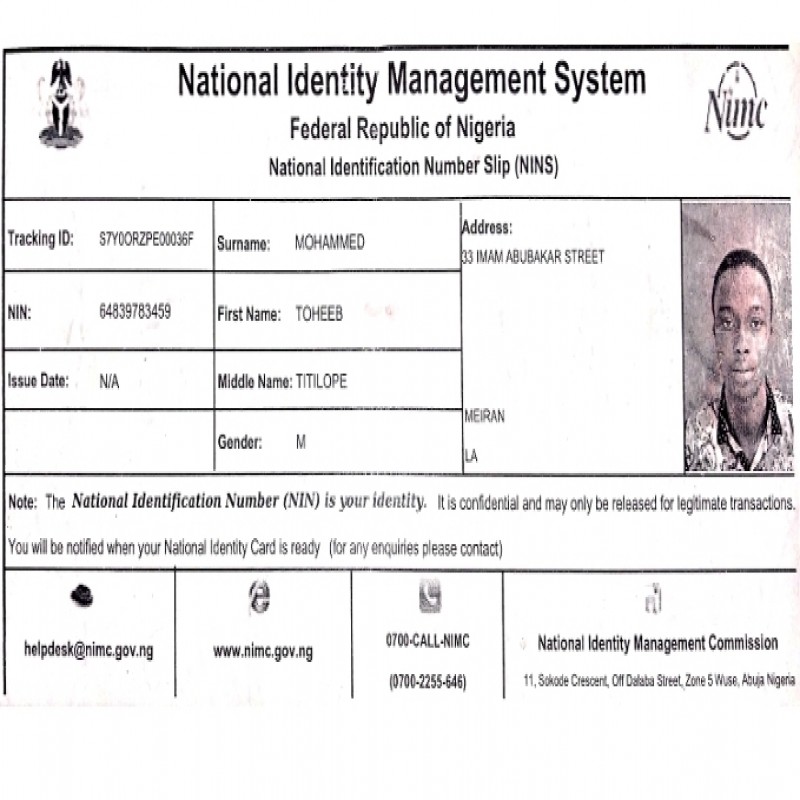 National Identity Management System
Federal Republic of Nigeria
National Identification Number Slip (NINS)
Nimc
Tracking ID: S7Y0ORZPE00036F
Surname: MOHAMMED
Address:
33 IMAM ABUBAKAR STREET
NIN: 64839783459
First Name: TOHEEB
Issue Date: N/A
Middle Name: TITILOPE
MEIRAN
Gender: M
LA
Note: The National Identification Number (NIN) is your identity. It is confidential and may only be released for legitimate transactions.
You will be notified when your National Identity Card is ready (for any enquiries please contact)
helpdesk@nimc.gov.ng
www.nimc.gov.ng
0700-CALL-NIMC
(0700-2255-646)
National Identity Management Commission
11, Sokode Crescent, Off Dalaba Street, Zone 5 Wuse, Abuja Nigeria